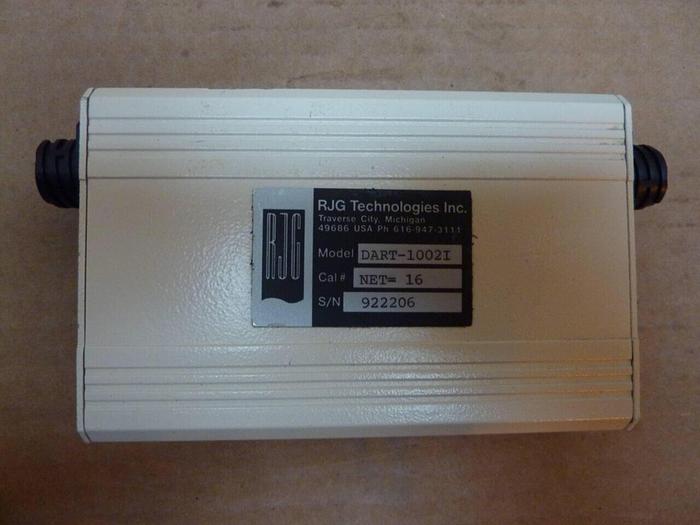 RJG
RJG Technologies Inc.
Traverse City, Michigan
49686 USA Ph 616-947-3111
Model DART-1002I
Cal # NET= 16
S/N 922206